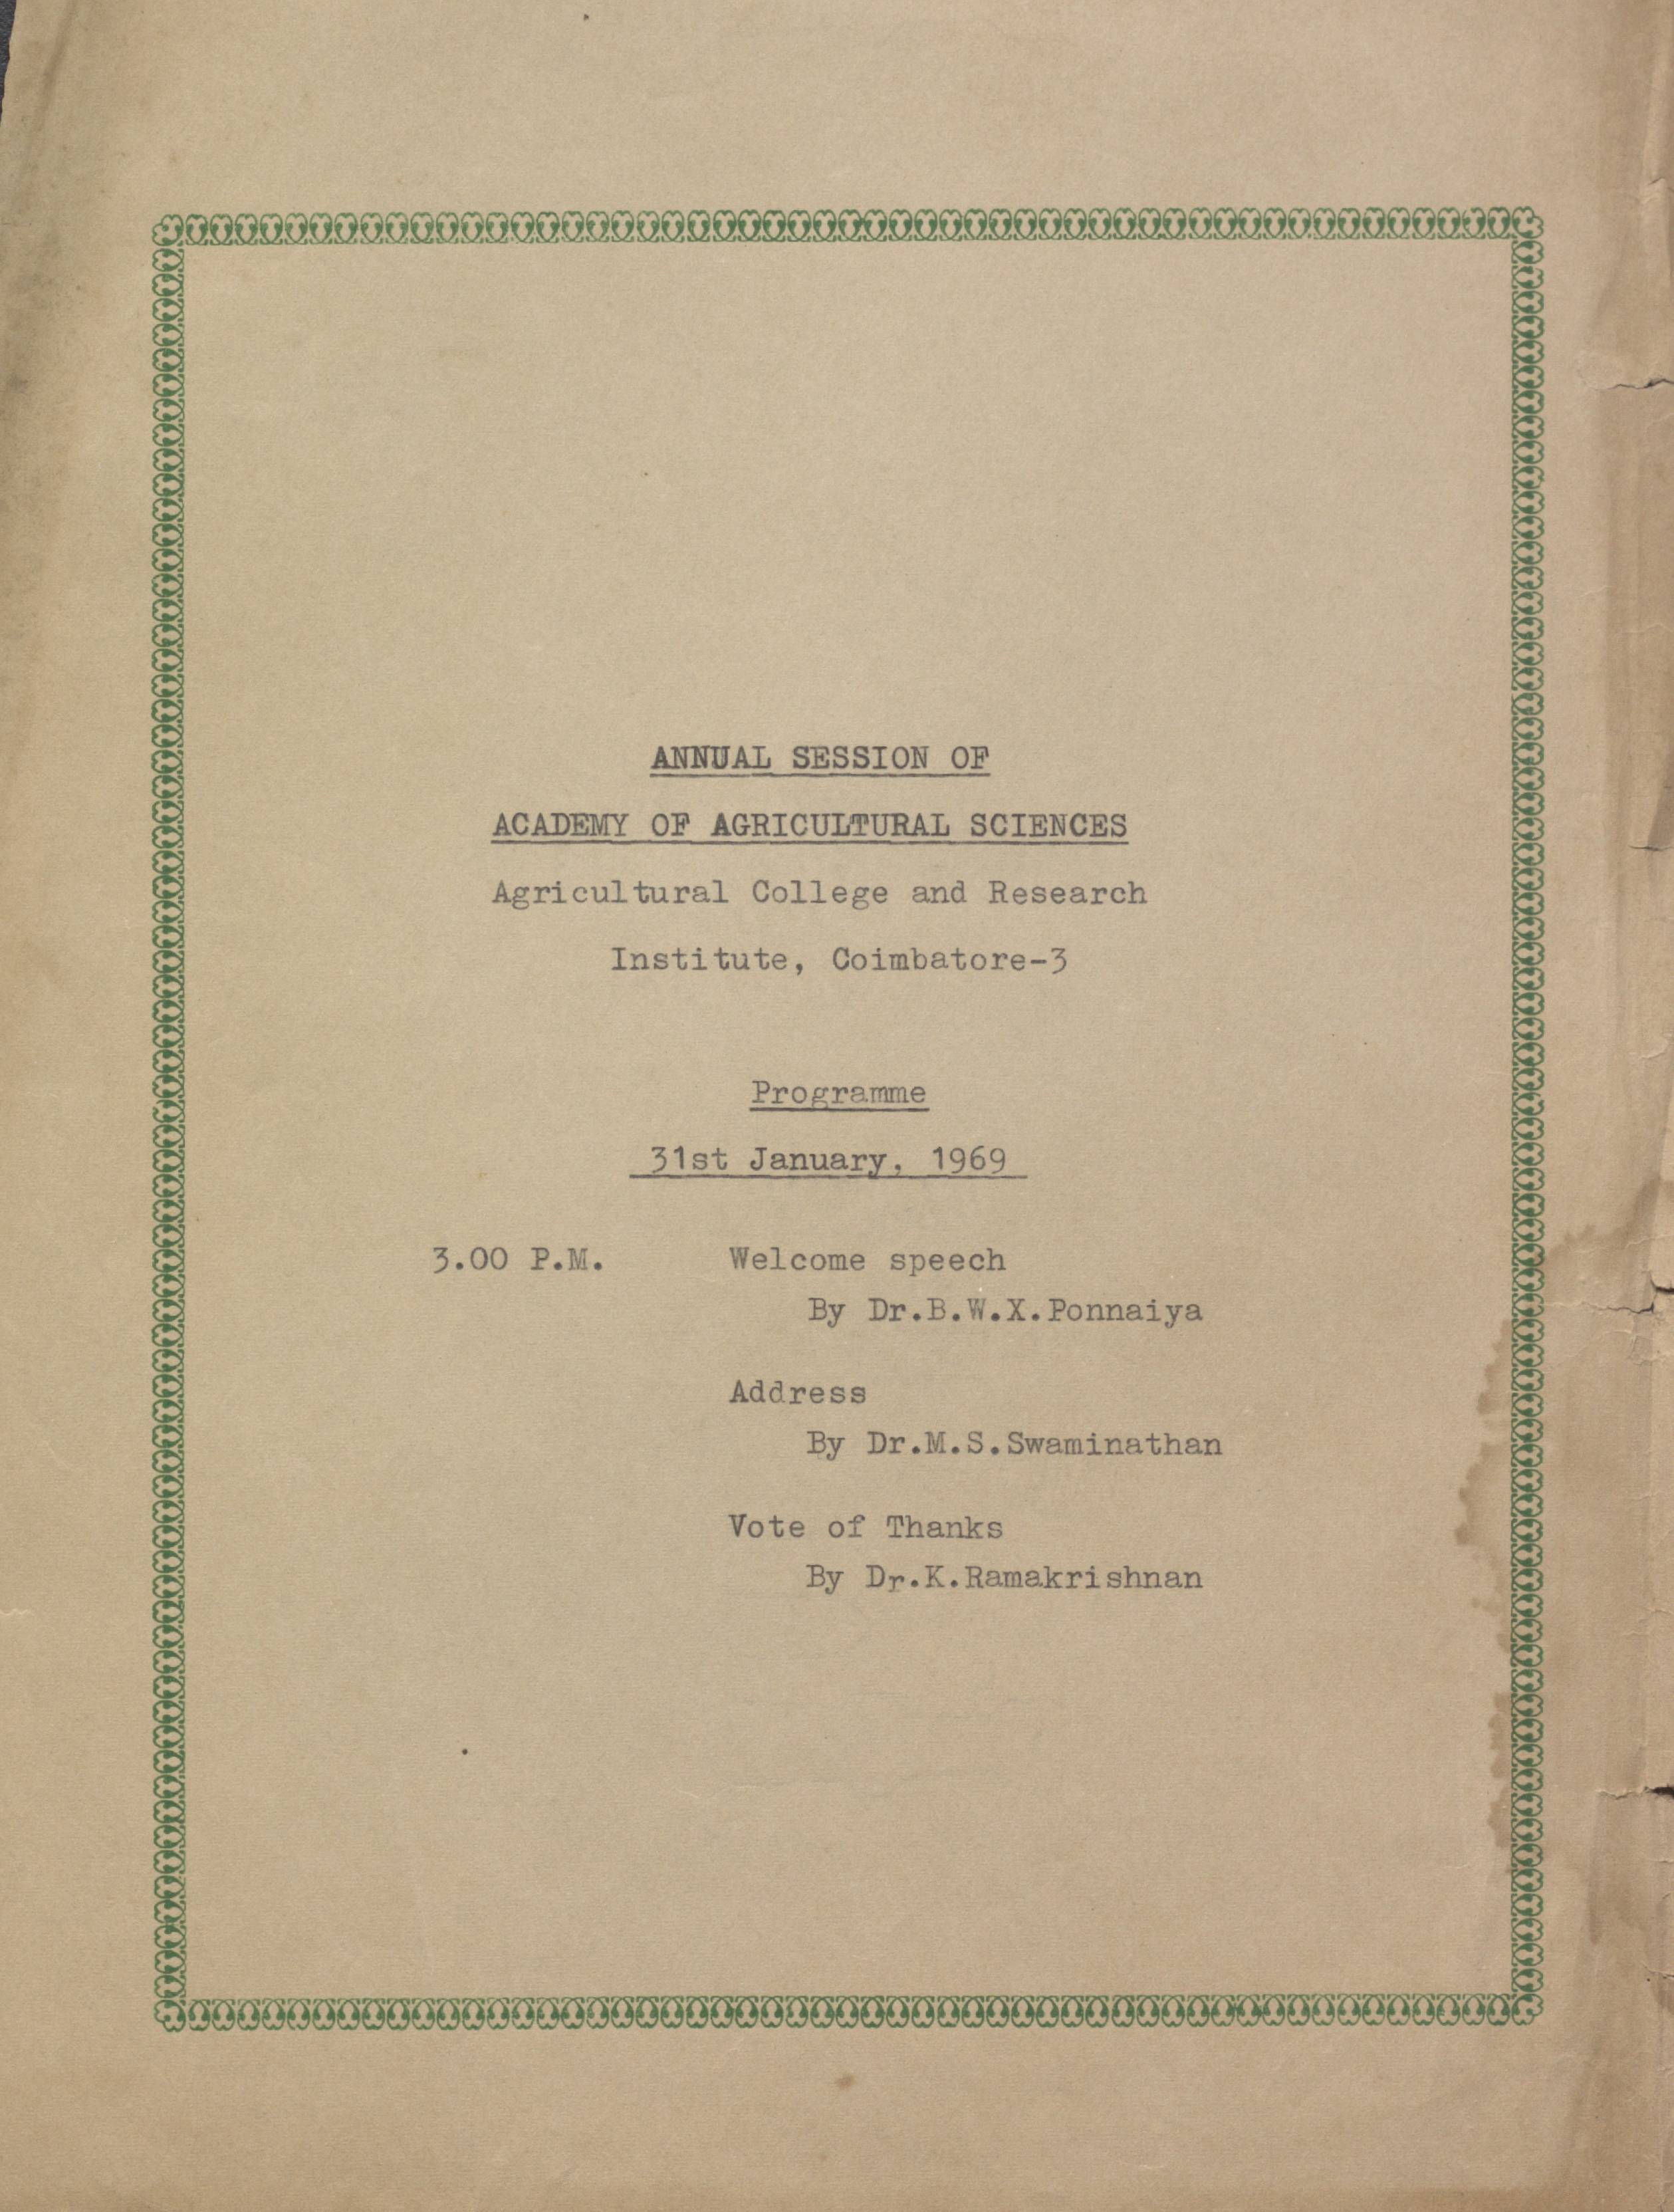 ANNUAL SESSION OF
ACADEMY OF AGRICULTURAL SCIENCES
Agricultural College and Research
Institute, Coimbatore-3
Programme
31st January, 1969
3.00 P.M. Welcome speech
By Dr.B.W.X.Ponnaiya
Address
By Dr.M.S.Swaminathan
Vote of Thanks
By Dr.K.Ramakrishnan